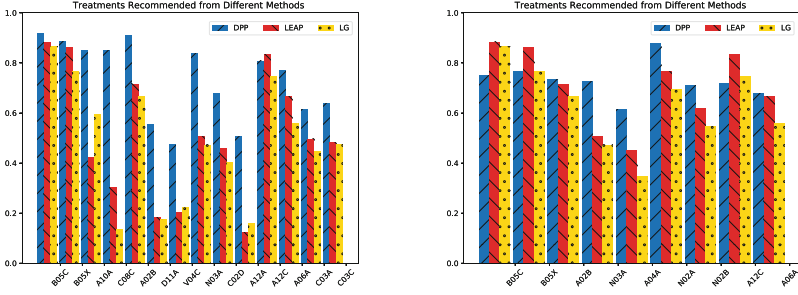 Treatments Recommended from Different Methods
DPP LEAP LG
1.0
0.8
0.6
0.4
0.2
0.0
B05C B05X A10A C08C A02B D11A V04C N03A C02D A12A A12C A06A C03A C03C
Treatments Recommended from Different Methods
DPP LEAP LG
1.0
0.8
0.6
0.4
0.2
0.0
B05C B05X A02B N03A A04A N02A N02B A12C A06A